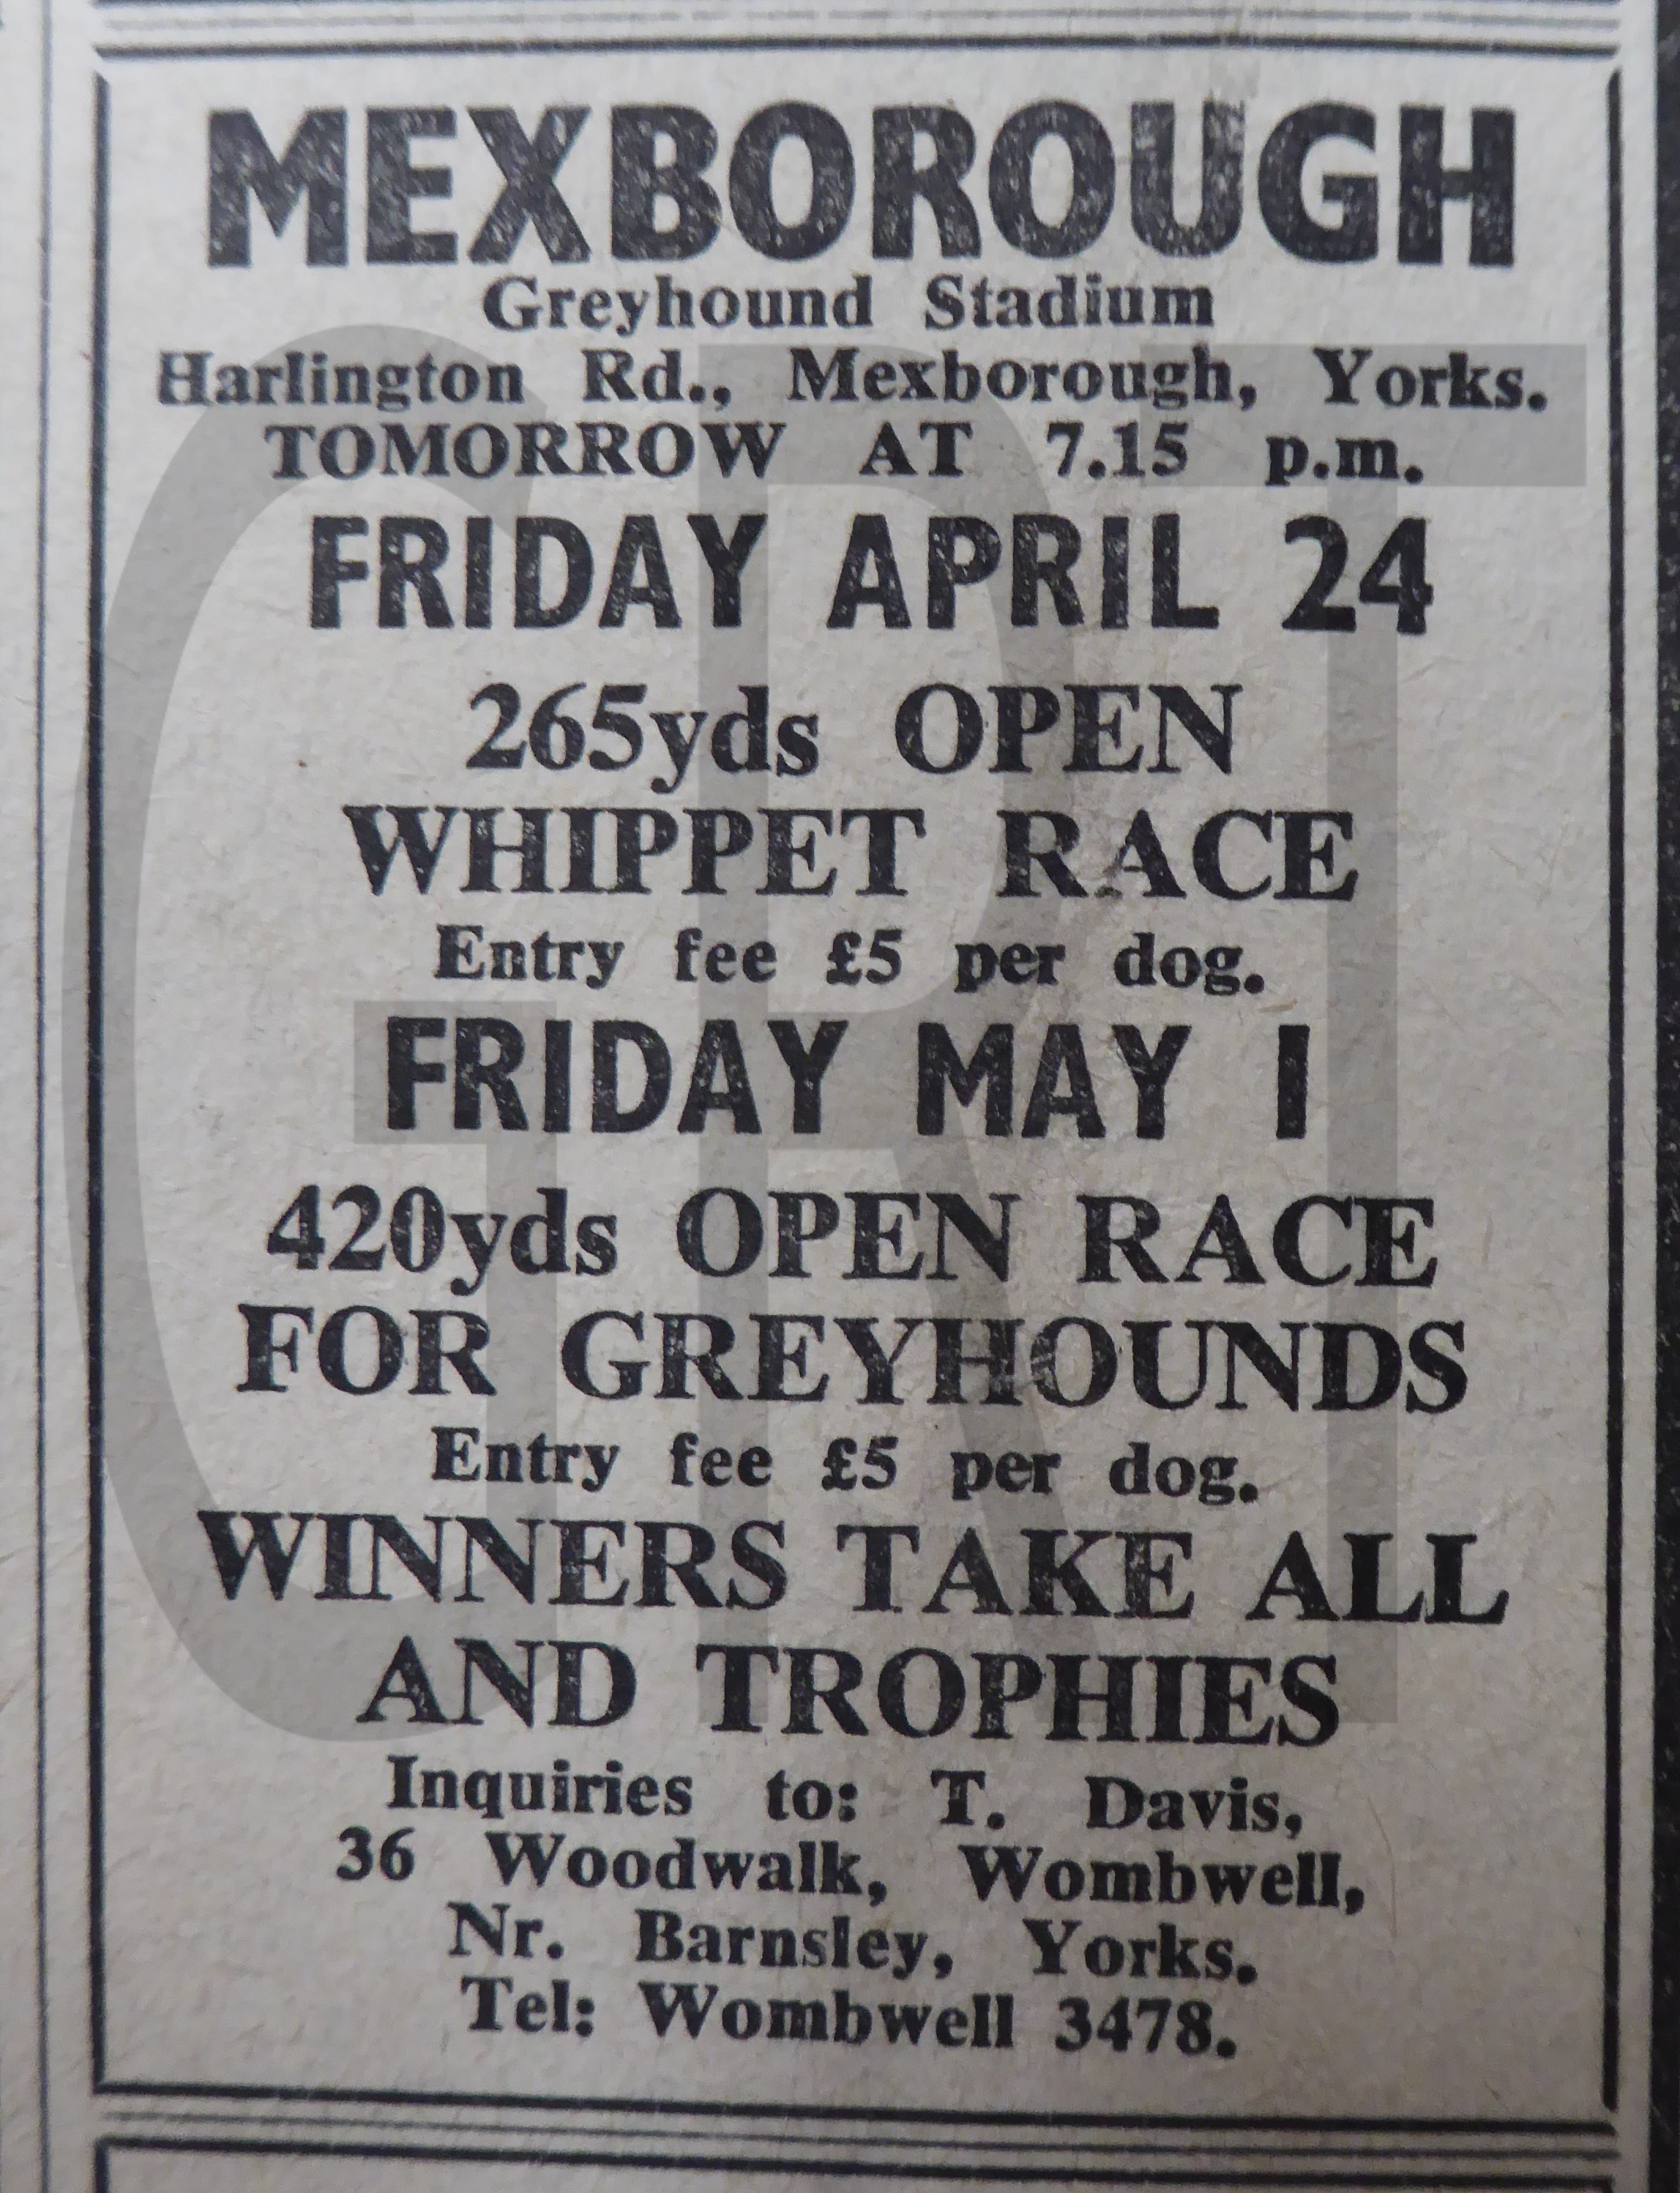 MEXBOROUGH
Greyhound Stadium
Harlington Rd., Mexborough, Yorks.
TOMORROW AT 7.15 p.m.
FRIDAY APRIL 24
265yds OPEN
WHIPPET RACE
Entry fee £5 per dog.
FRIDAY MAY 1
420yds OPEN RACE
FOR GREYHOUNDS
Entry fee £5 per dog.
WINNERS TAKE ALL
AND TROPHIES
Inquiries to: T. Davis,
36 Woodwalk, Wombwell,
Nr. Barnsley, Yorks.
Tel: Wombwell 3478.
GRT